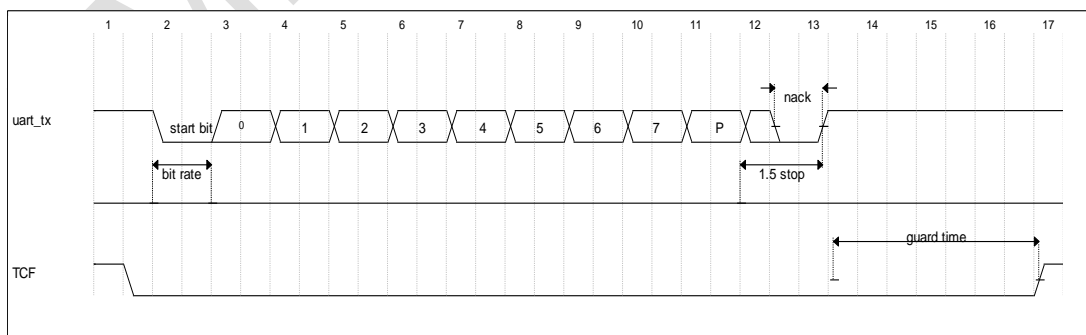 1 2 3 4 5 6 7 8 9 10 11 12 13 14 15 16 17
nack
uart_tx start bit 0 1 2 3 4 5 6 7 P
bit rate 1.5 stop
guard time
TCF